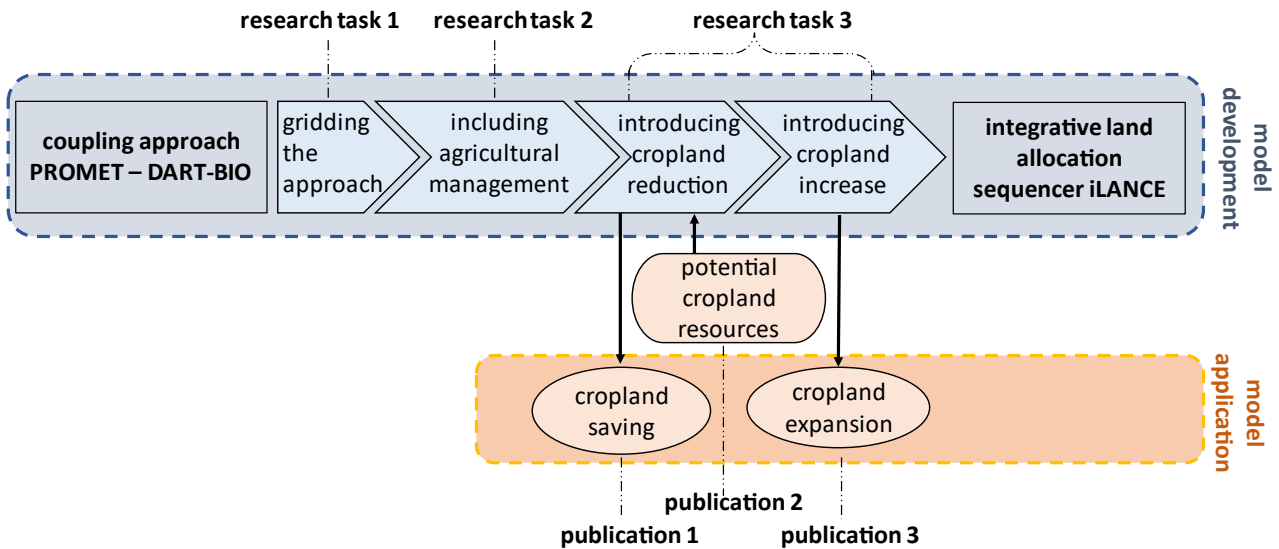 research task 1
research task 2
research task 3
coupling approach
PROMET – DART-BIO
gridding
the
approach
including
agricultural
management
introducing
cropland
reduction
introducing
cropland
increase
integrative land
allocation
sequencer iLANCE
model
development
potential
cropland
resources
cropland
saving
cropland
expansion
model
application
publication 2
publication 1
publication 3